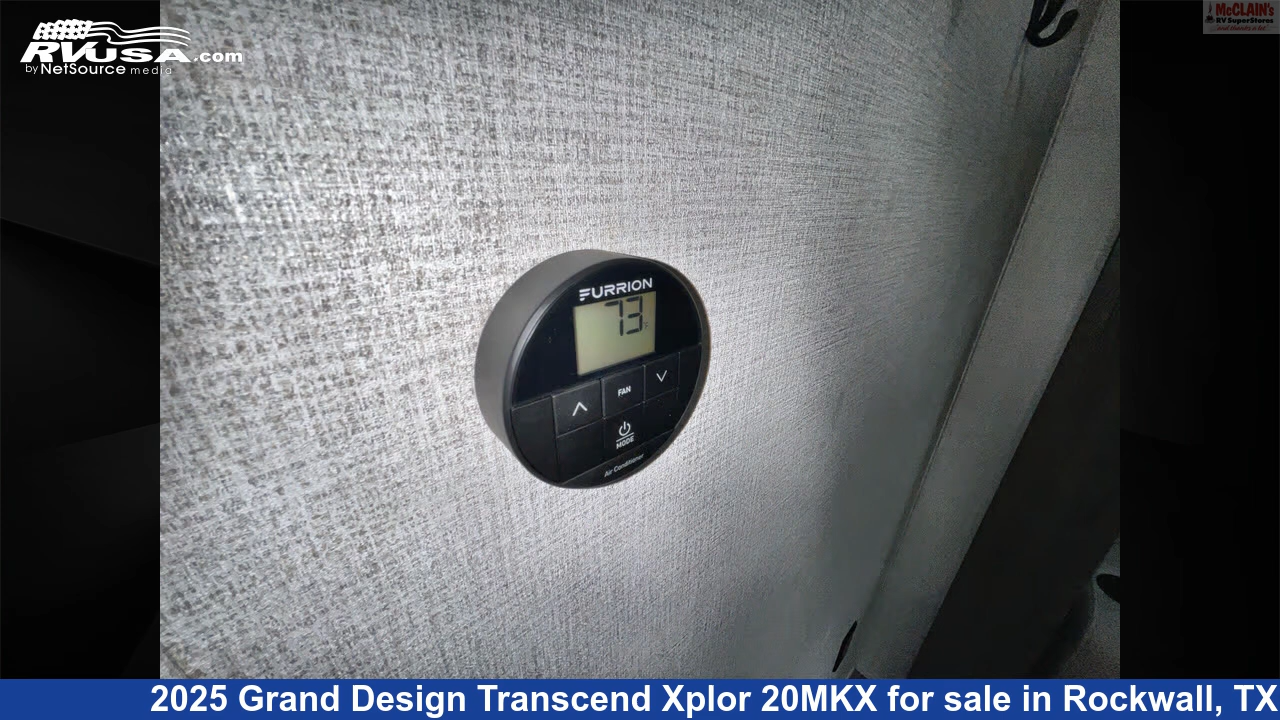 RVUSA.com
by NetSource media
McCLAIN's
RV SuperStores
FURRION
73
F
FAN
MODE
Air Conditioner
2025 Grand Design Transcend Xplor 20MKX for sale in Rockwall, TX